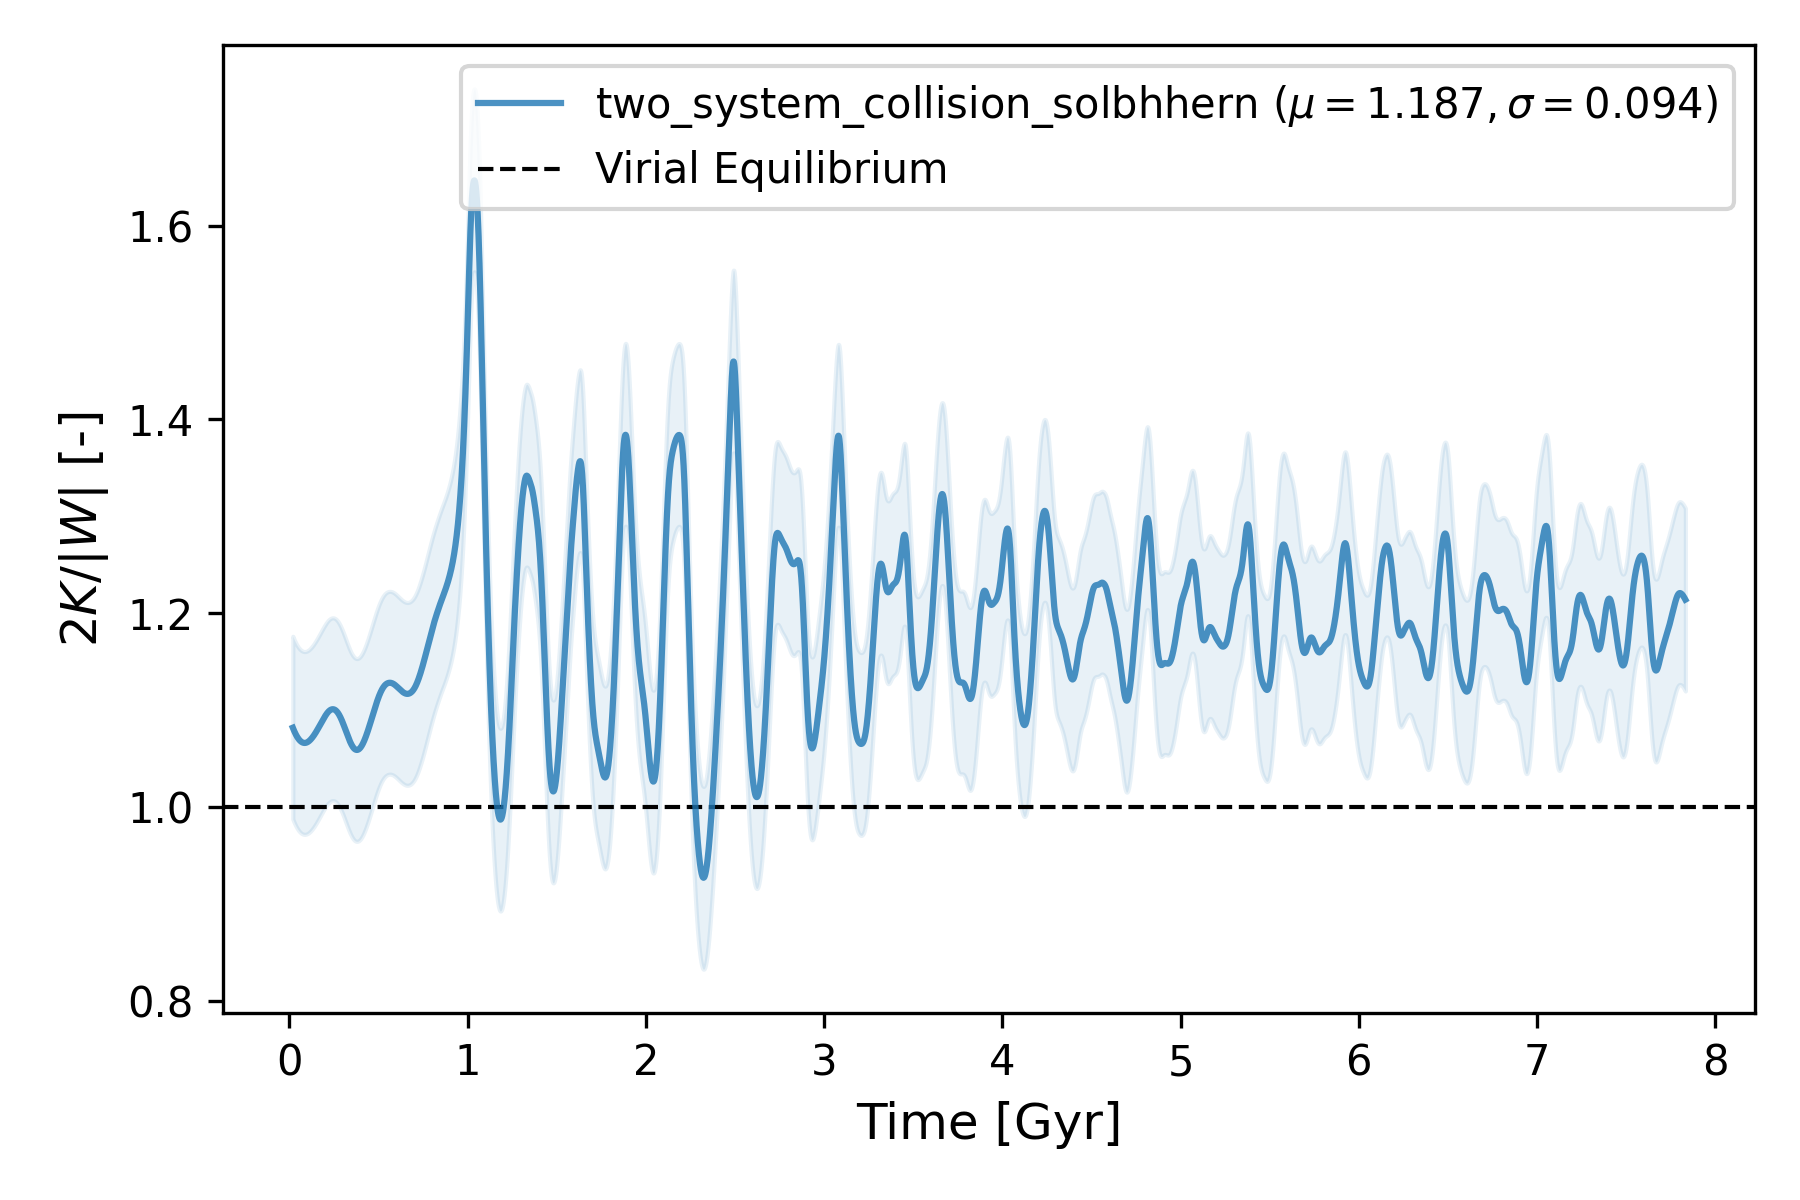 two_system_collision_solbhhern (μ = 1.187, σ = 0.094)
Virial Equilibrium
2K/|W| [-]
1.6
1.4
1.2
1.0
0.8
0 1 2 3 4 5 6 7 8
Time [Gyr]